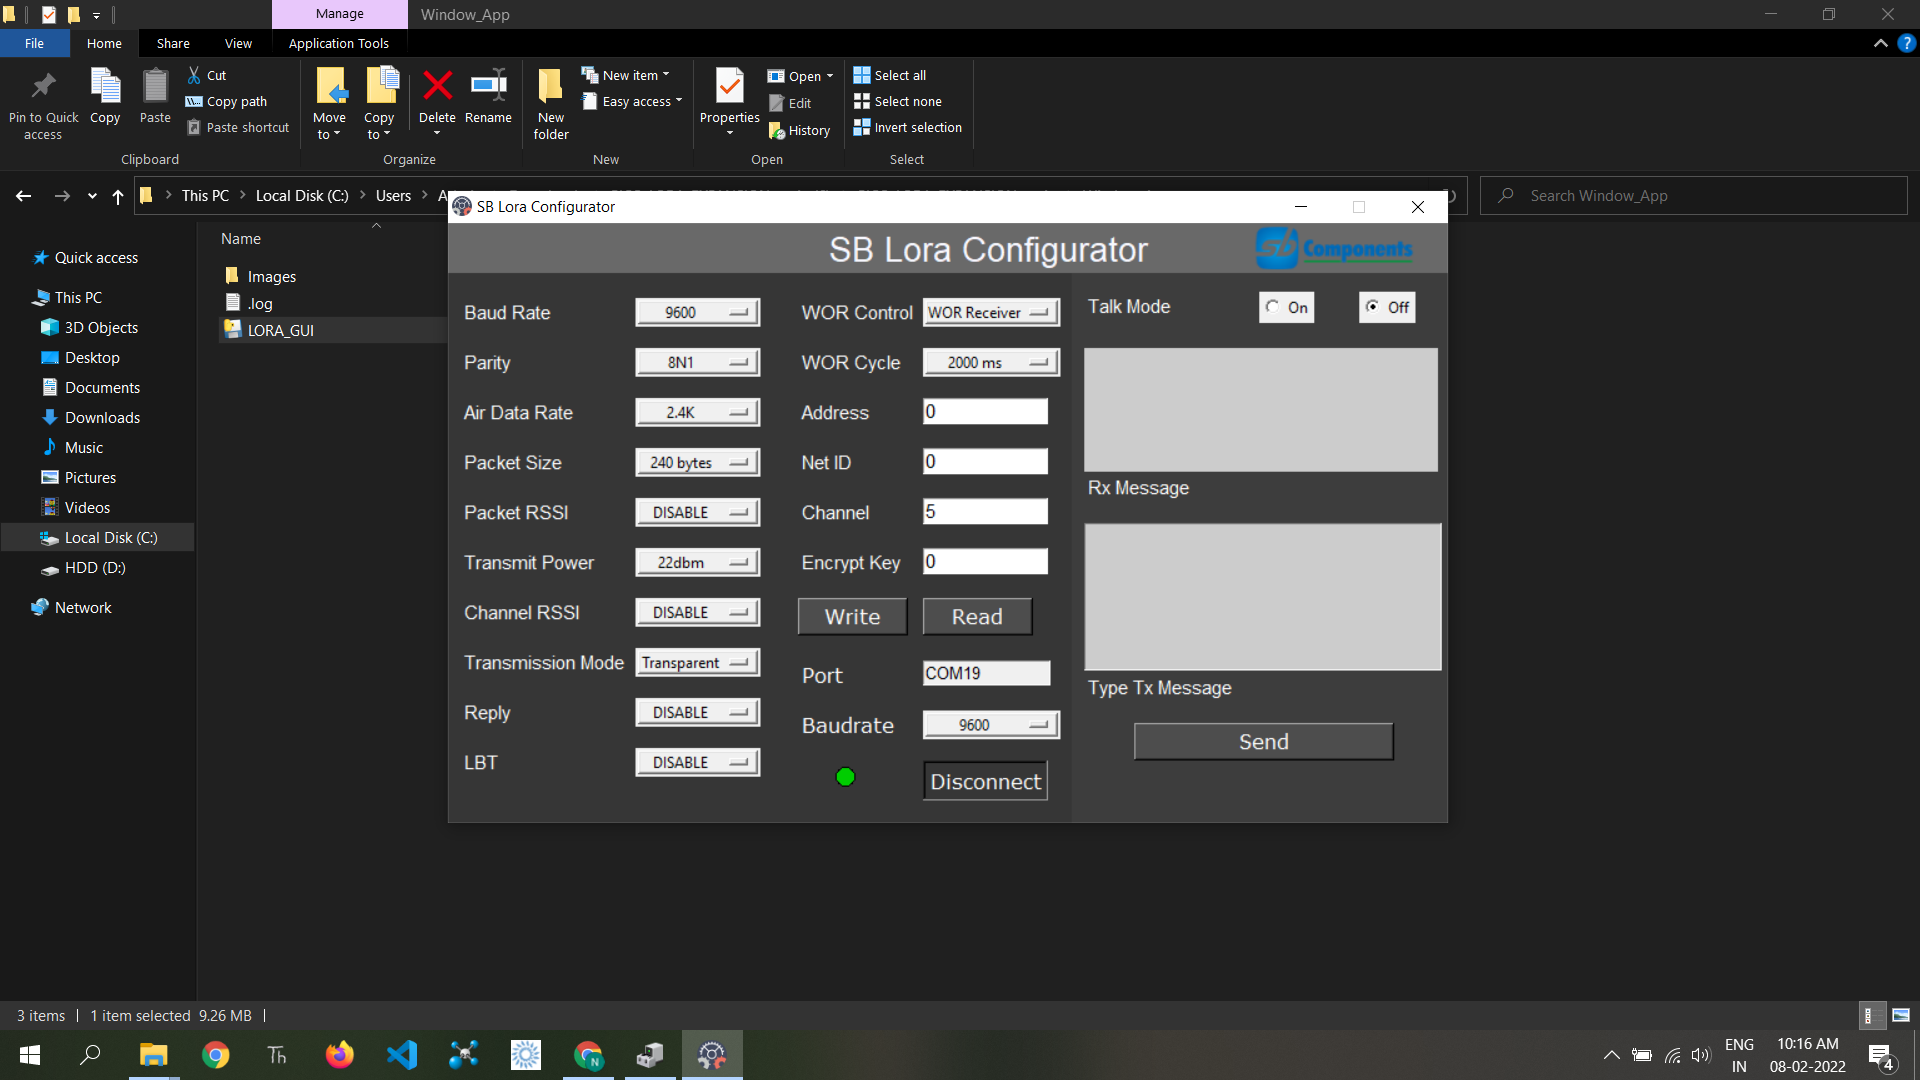 Manage
Window_App
File
Home
Share
View
Application Tools
Pin to Quick access
Copy
Paste
Cut
Copy path
Paste shortcut
Clipboard
Move to
Copy to
Delete
Rename
Organize
New folder
New item
Easy access
New
Properties
Open
Edit
History
Open
Select all
Select none
Invert selection
Select
This PC
Local Disk (C:)
Users
Search Window_App
Name
Quick access
This PC
3D Objects
Desktop
Documents
Downloads
Music
Pictures
Videos
Local Disk (C:)
HDD (D:)
Network
Images
.log
LORA_GUI
SB Lora Configurator
SB Lora Configurator
sb Components
Baud Rate 9600
Parity 8N1
Air Data Rate 2.4K
Packet Size 240 bytes
Packet RSSI DISABLE
Transmit Power 22dbm
Channel RSSI DISABLE
Transmission Mode Transparent
Reply DISABLE
LBT DISABLE
WOR Control WOR Receiver
WOR Cycle 2000 ms
Address 0
Net ID 0
Channel 5
Encrypt Key 0
Write Read
Port COM19
Baudrate 9600
Disconnect
Talk Mode On Off
Rx Message
Type Tx Message
Send
3 items 1 item selected 9.26 MB
Th
N
ENG
IN
10:16 AM
08-02-2022
4